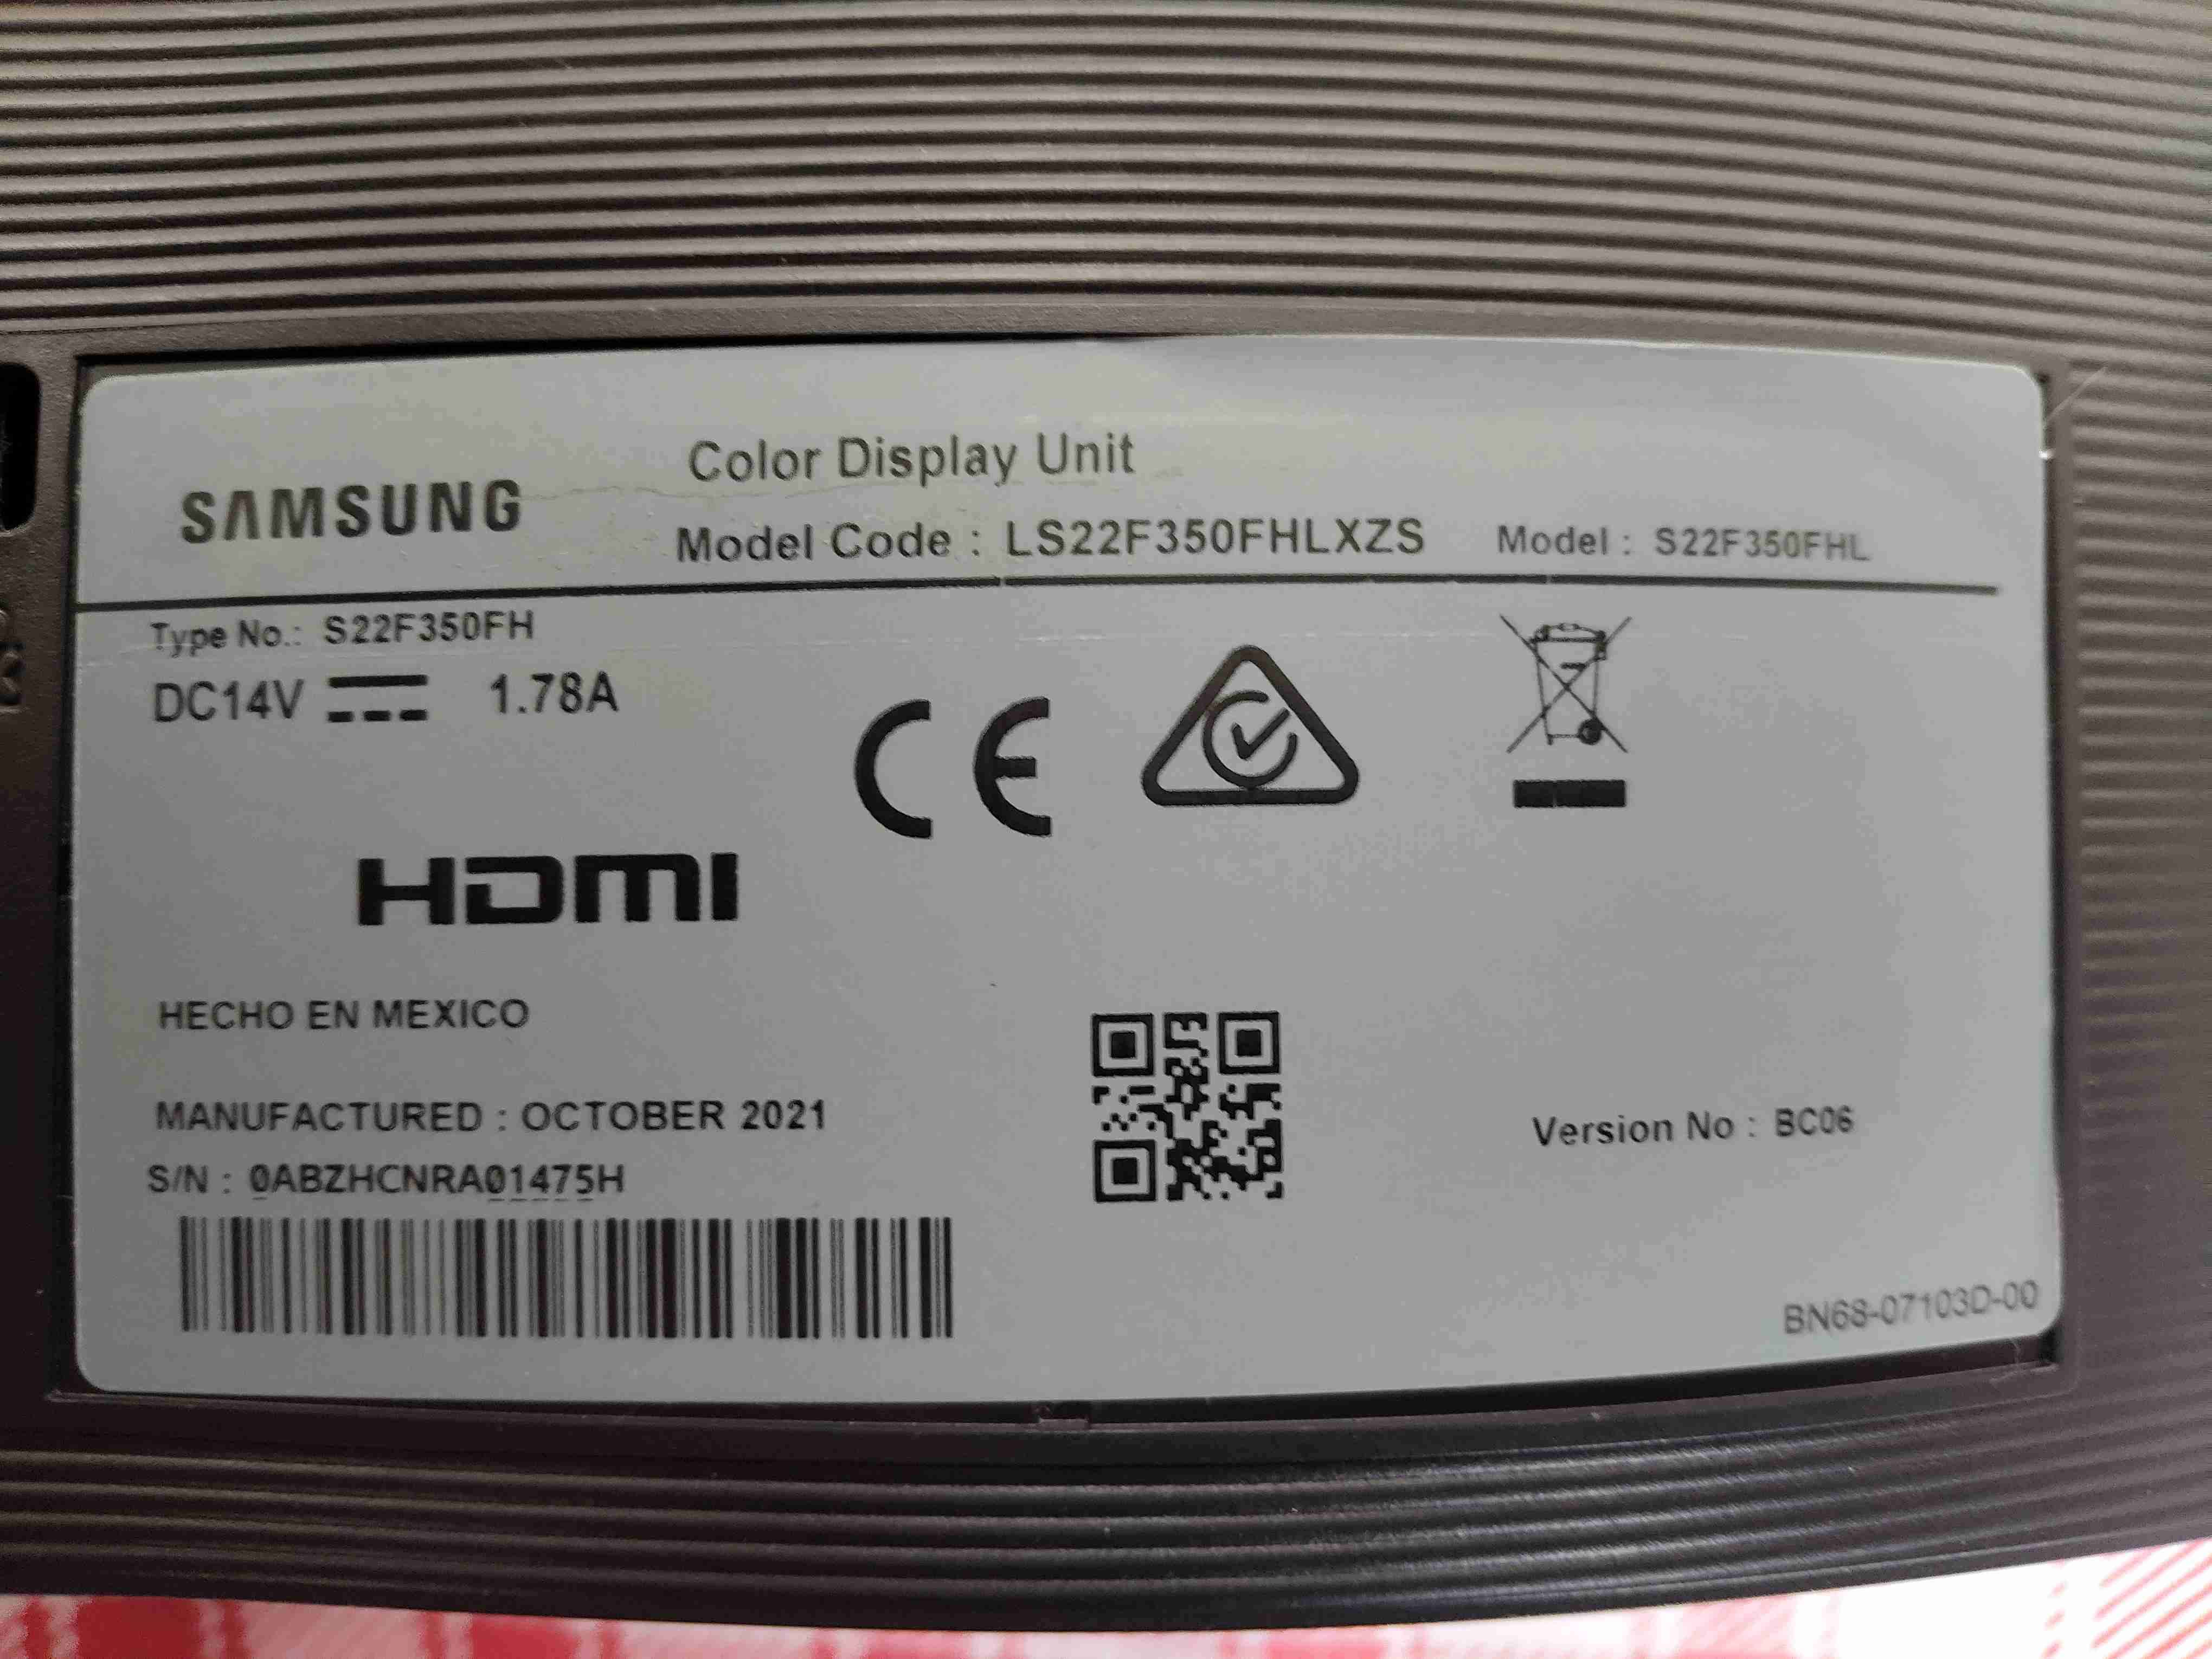 SAMSUNG
Color Display Unit
Model Code : LS22F350FHLXZS Model : S22F350FHL
Type No.: S22F350FH
DC14V 1.78A
CE
HDMI
HECHO EN MEXICO
MANUFACTURED : OCTOBER 2021
S/N : 0ABZHCNRA01475H
Version No : BC06
BN68-07103D-00